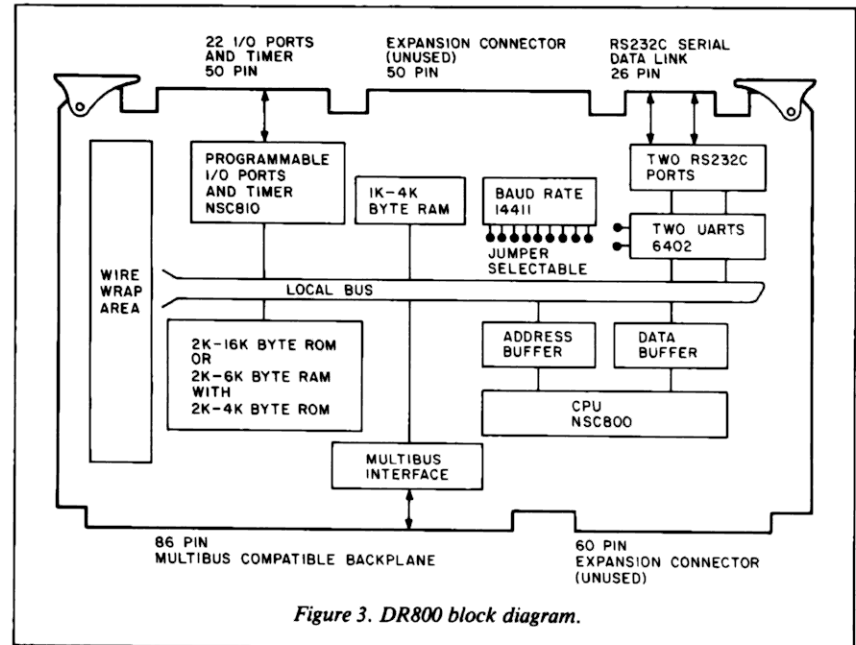 22 I/O PORTS
AND TIMER
50 PIN
EXPANSION CONNECTOR
(UNUSED)
50 PIN
RS232C SERIAL
DATA LINK
26 PIN
PROGRAMMABLE
I/O PORTS
AND TIMER
NSC810
1K-4K
BYTE RAM
BAUD RATE
14411
JUMPER
SELECTABLE
TWO RS232C
PORTS
TWO UARTS
6402
WIRE
WRAP
AREA
LOCAL BUS
2K-16K BYTE ROM
OR
2K-6K BYTE RAM
WITH
2K-4K BYTE ROM
ADDRESS
BUFFER
DATA
BUFFER
CPU
NSC800
MULTIBUS
INTERFACE
86 PIN
MULTIBUS COMPATIBLE BACKPLANE
60 PIN
EXPANSION CONNECTOR
(UNUSED)
Figure 3. DR800 block diagram.